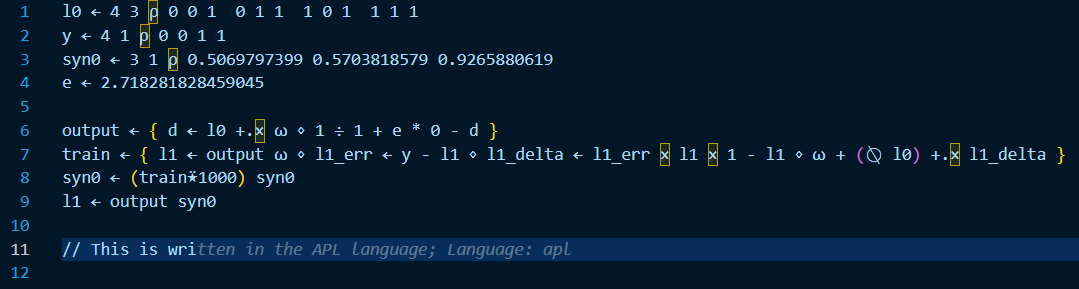 1 l0 ← 4 3 ⍴ 0 0 1  0 1 1  1 0 1  1 1 1
2 y ← 4 1 ⍴ 0 0 1 1
3 syn0 ← 3 1 ⍴ 0.5069797399 0.5703818579 0.9265880619
4 e ← 2.718281828459045
5
6 output ← { d ← l0 +.× ⍵ ⋄ 1 ÷ 1 + e * 0 - d }
7 train ← { l1 ← output ⍵ ⋄ l1_err ← y - l1 ⋄ l1_delta ← l1_err × l1 × 1 - l1 ⋄ ⍵ + (⍉ l0) +.× l1_delta }
8 syn0 ← (train⍣1000) syn0
9 l1 ← output syn0
10
11 // This is written in the APL language; Language: apl
12